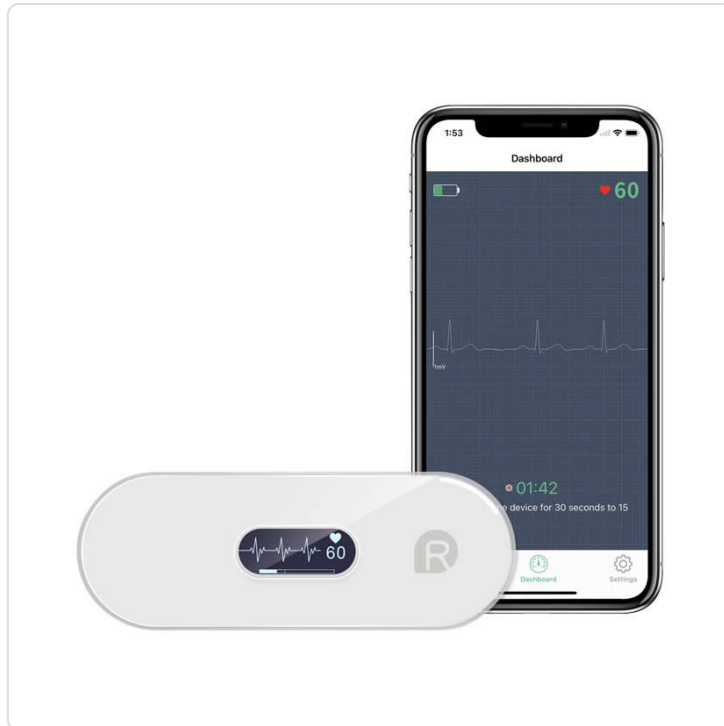 1:53
Dashboard
60
1mV
01:42
e device for 30 seconds to 15
Dashboard
Settings
60
R